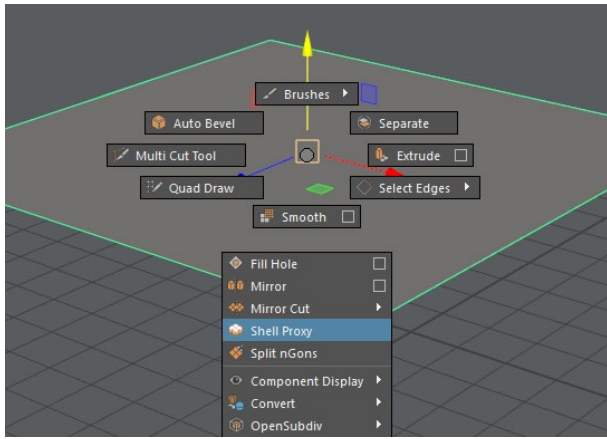 Brushes
Auto Bevel
Separate
Multi Cut Tool
Extrude
Quad Draw
Select Edges
Smooth
Fill Hole
Mirror
Mirror Cut
Shell Proxy
Split nGons
Component Display
Convert
OpenSubdiv